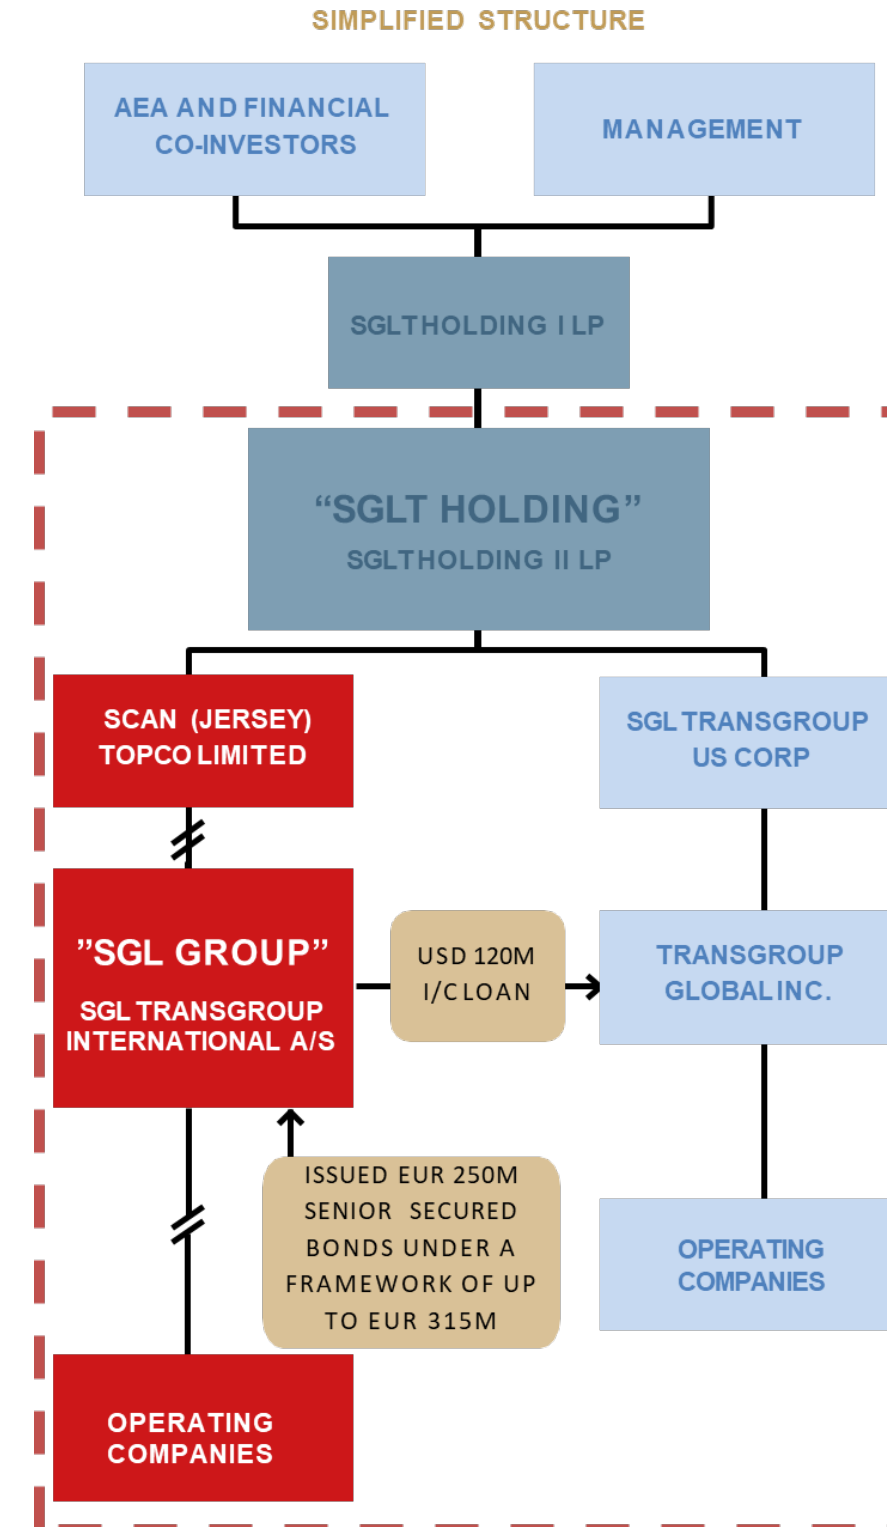 SIMPLIFIED STRUCTURE
AEA AND FINANCIAL
CO-INVESTORS
MANAGEMENT
SGLTHOLDING I LP
“SGLT HOLDING”
SGLTHOLDING II LP
SCAN (JERSEY)
TOPCO LIMITED
SGL TRANSGROUP
US CORP
”SGL GROUP”
SGL TRANSGROUP
INTERNATIONAL A/S
USD 120M
I/C LOAN
TRANSGROUP
GLOBAL INC.
ISSUED EUR 250M
SENIOR SECURED
BONDS UNDER A
FRAMEWORK OF UP
TO EUR 315M
OPERATING
COMPANIES
OPERATING
COMPANIES